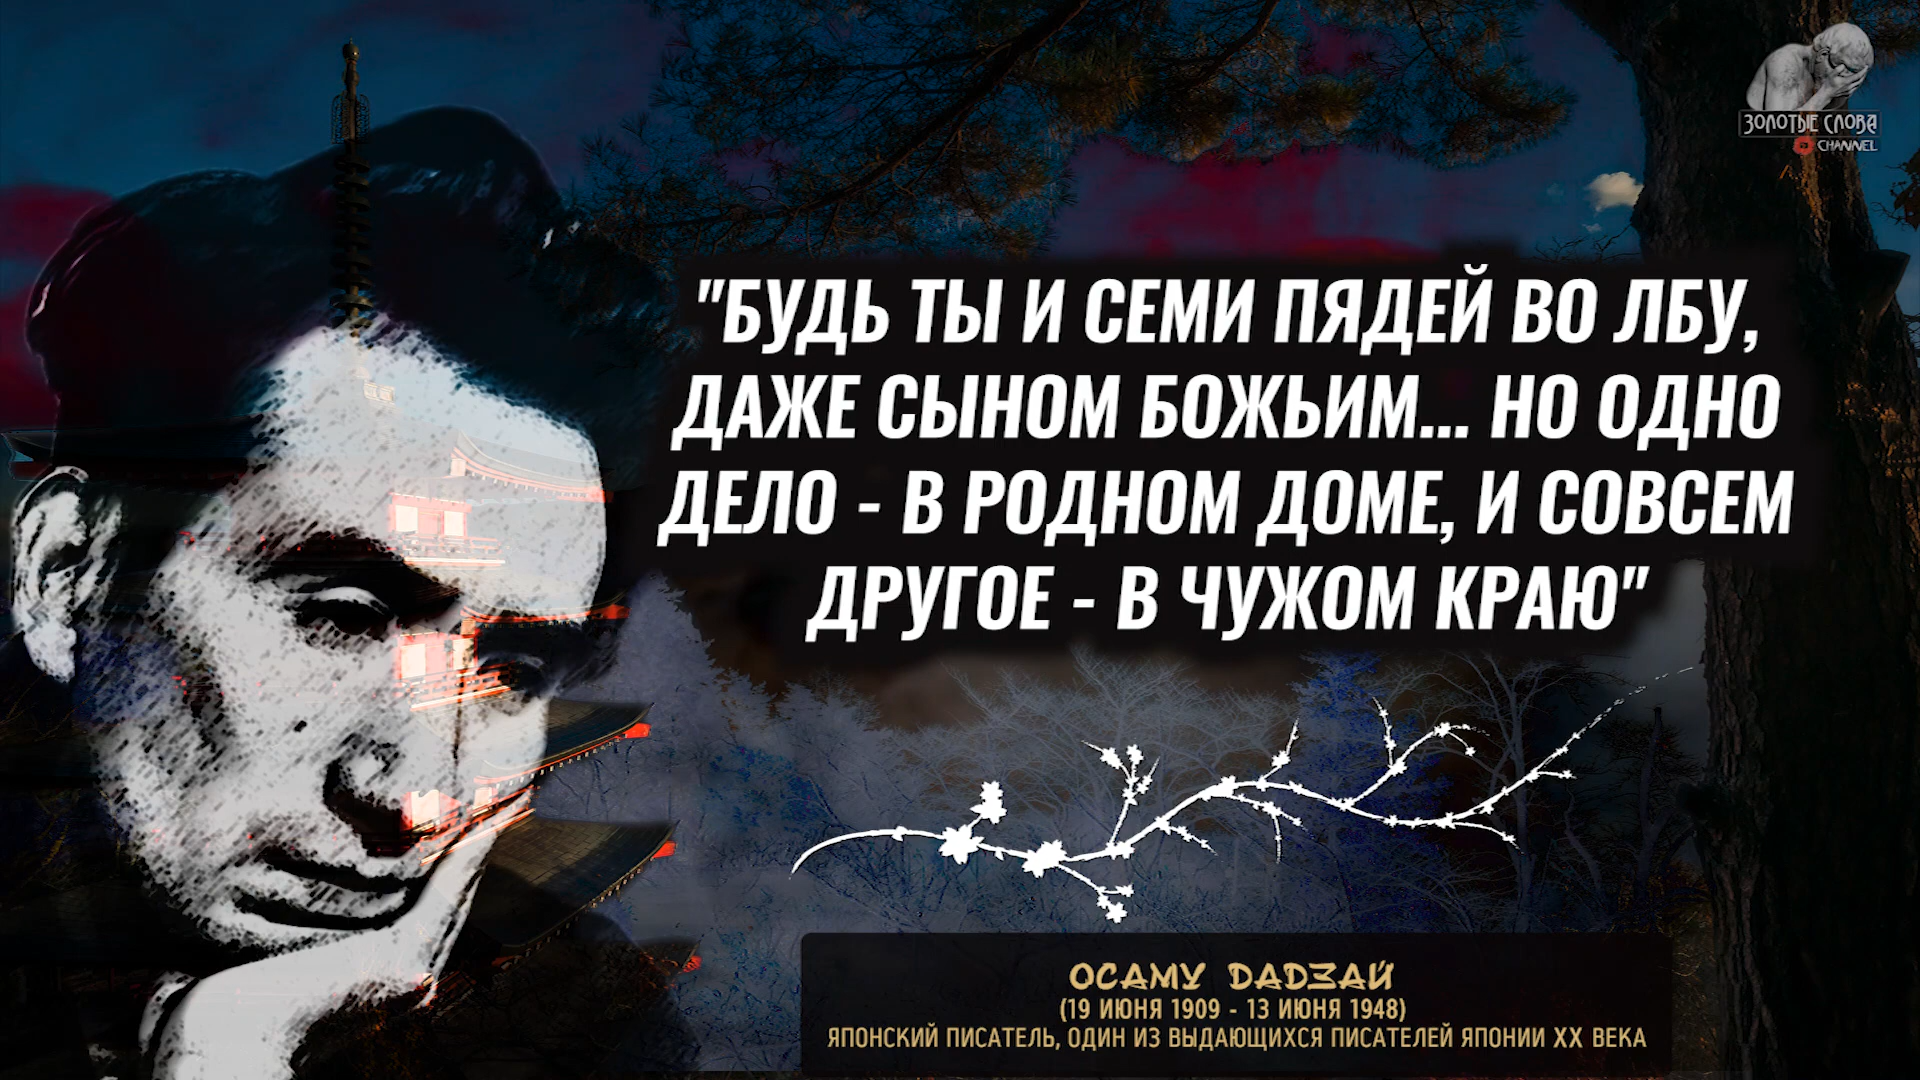 ЗОЛОТЫЕ СЛОВА
CHANNEL
"БУДЬ ТЫ И СЕМИ ПЯДЕЙ ВО ЛБУ,
ДАЖЕ СЫНОМ БОЖЬИМ... НО ОДНО
ДЕЛО - В РОДНОМ ДОМЕ, И СОВСЕМ
ДРУГОЕ - В ЧУЖОМ КРАЮ"
ОСАМУ ДАДЗАЙ
(19 ИЮНЯ 1909 - 13 ИЮНЯ 1948)
ЯПОНСКИЙ ПИСАТЕЛЬ, ОДИН ИЗ ВЫДАЮЩИХСЯ ПИСАТЕЛЕЙ ЯПОНИИ XX ВЕКА